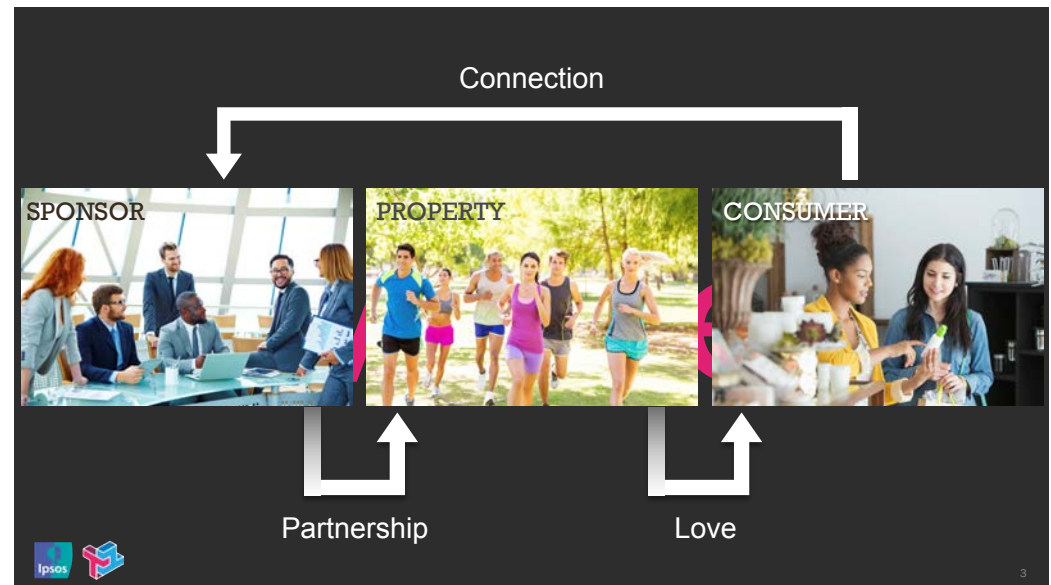 Connection
SPONSOR
PROPERTY
CONSUMER
Partnership
Love
Ipsos
3